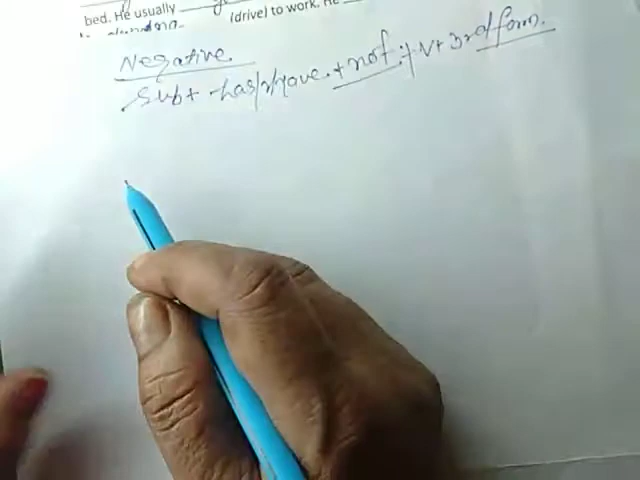 bed. He usually
(drive) to work. He
Negative
Sub + has/have + not + V + 3rd form.